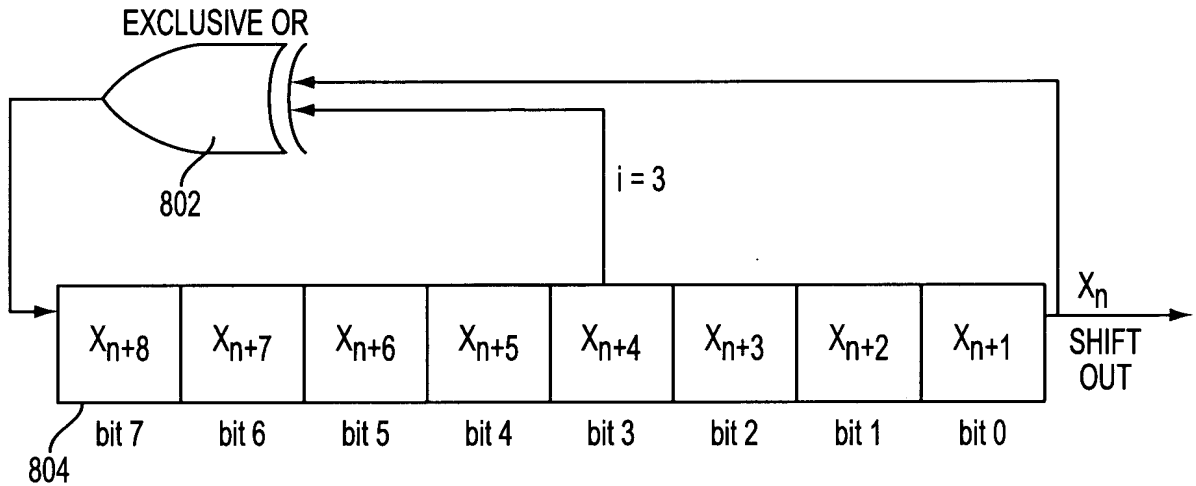 EXCLUSIVE OR
802
i = 3
Xn
SHIFT
OUT
Xn+8 Xn+7 Xn+6 Xn+5 Xn+4 Xn+3 Xn+2 Xn+1
bit 7 bit 6 bit 5 bit 4 bit 3 bit 2 bit 1 bit 0
804